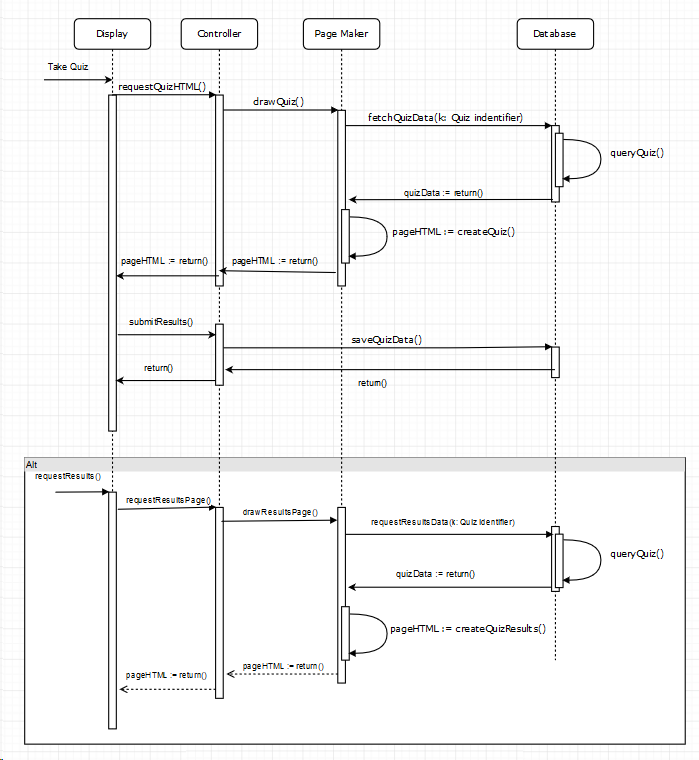 Display
Controller
Page Maker
Database
Take Quiz
requestQuizHTML()
drawQuiz()
fetchQuizData(k: Quiz indentifier)
queryQuiz()
quizData := return()
pageHTML := createQuiz()
pageHTML := return()
pageHTML := return()
submitResults()
saveQuizData()
return()
return()
Alt
requestResults()
requestResultsPage()
drawResultsPage()
requestResultsData(k: Quiz Identifier)
queryQuiz()
quizData := return()
pageHTML := createQuizResults()
pageHTML := return()
pageHTML := return()